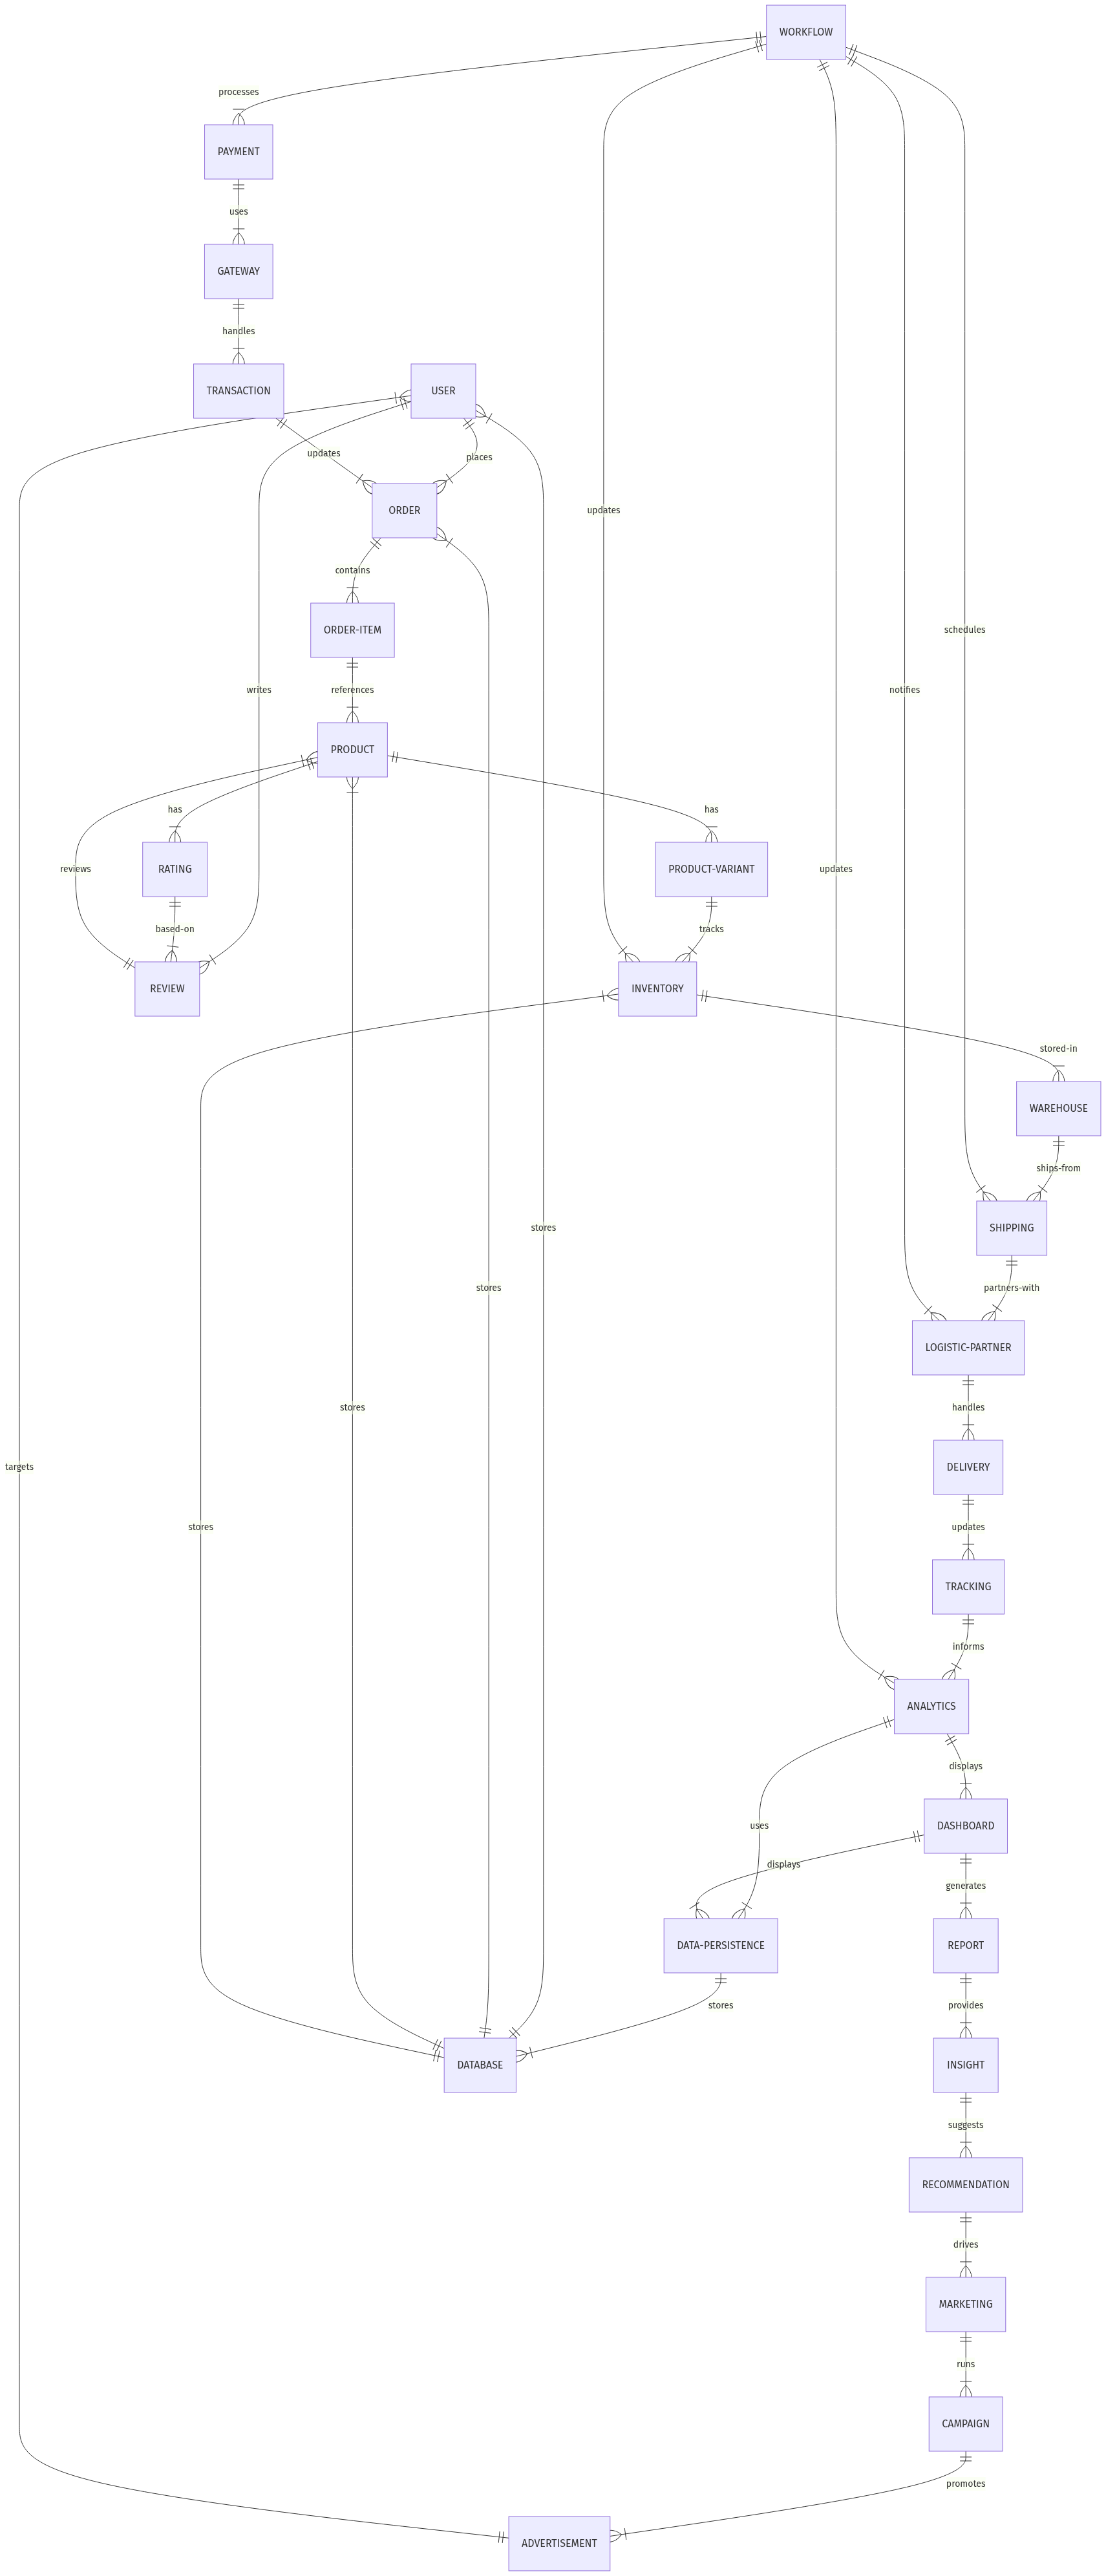 WORKFLOW
processes
PAYMENT
uses
GATEWAY
handles
TRANSACTION
USER
updates
places
ORDER
updates
contains
ORDER-ITEM
schedules
writes
references
notifies
PRODUCT
has
has
reviews
RATING
PRODUCT-VARIANT
updates
based-on
tracks
REVIEW
INVENTORY
stored-in
WAREHOUSE
ships-from
stores
SHIPPING
stores
partners-with
LOGISTIC-PARTNER
stores
handles
targets
DELIVERY
stores
updates
TRACKING
informs
ANALYTICS
displays
uses
DASHBOARD
displays
generates
DATA-PERSISTENCE
REPORT
stores
provides
DATABASE
INSIGHT
suggests
RECOMMENDATION
drives
MARKETING
runs
CAMPAIGN
promotes
ADVERTISEMENT